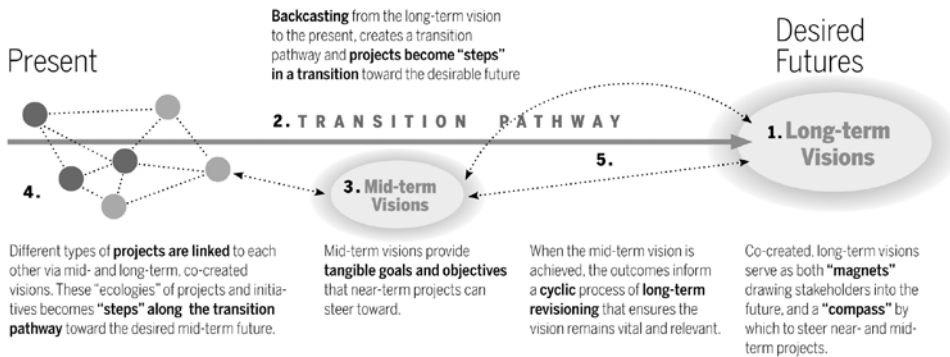 Present
Backcasting from the long-term vision
to the present, creates a transition
pathway and projects become “steps”
in a transition toward the desirable future
Desired
Futures
2. TRANSITION PATHWAY
1. Long-term
Visions
3. Mid-term
Visions
4.
5.
Different types of projects are linked to each
other via mid- and long-term, co-created
visions. These “ecologies” of projects and initia-
tives becomes “steps” along the transition
pathway toward the desired mid-term future.
Mid-term visions provide
tangible goals and objectives
that near-term projects can
steer toward.
When the mid-term vision is
achieved, the outcomes inform
a cyclic process of long-term
revisioning that ensures the
vision remains vital and relevant.
Co-created, long-term visions
serve as both “magnets”
drawing stakeholders into the
future, and a “compass” by
which to steer near- and mid-
term projects.